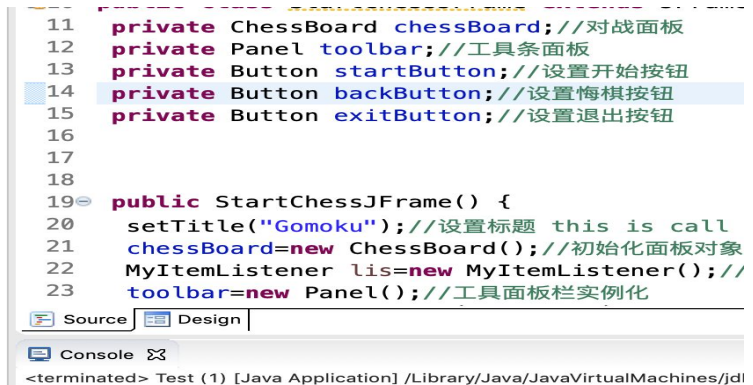 11 private ChessBoard chessBoard;//对战面板
12 private Panel toolbar;//工具条面板
13 private Button startButton;//设置开始按钮
14 private Button backButton;//设置悔棋按钮
15 private Button exitButton;//设置退出按钮
16
17
18
19 public StartChessJFrame() {
20 setTitle("Gomoku");//设置标题 this is call
21 chessBoard=new ChessBoard();//初始化面板对象
22 MyItemListener lis=new MyItemListener();//
23 toolbar=new Panel();//工具面板栏实例化
Source Design
Console
<terminated> Test (1) [Java Application] /Library/Java/JavaVirtualMachines/jd